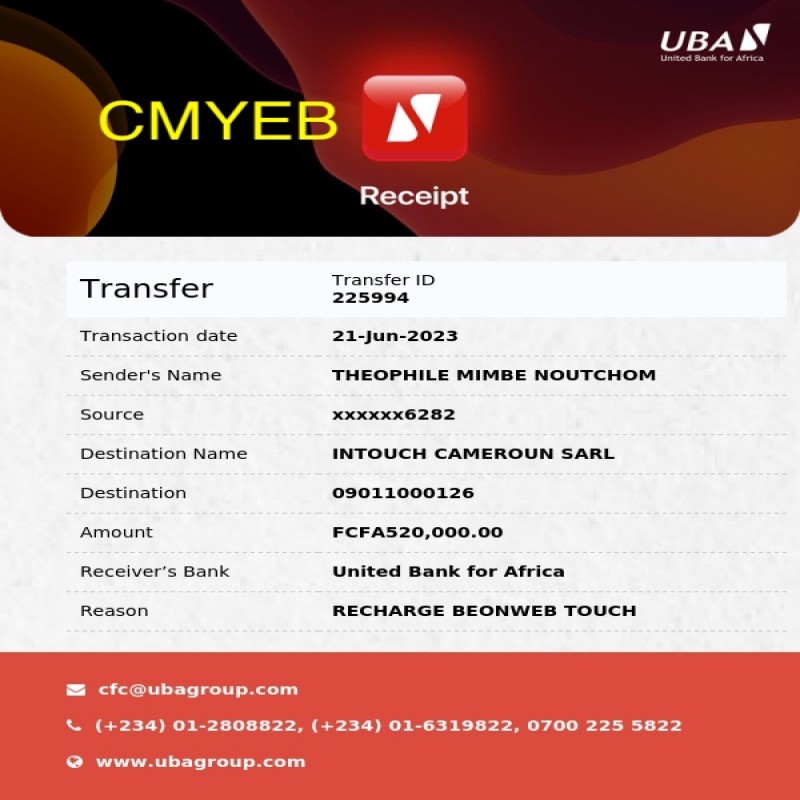 UBA
United Bank for Africa
CMYEB
Receipt
Transfer
Transfer ID
225994
Transaction date 21-Jun-2023
Sender's Name THEOPHILE MIMBE NOUTCHOM
Source xxxxxx6282
Destination Name INTOUCH CAMEROUN SARL
Destination 09011000126
Amount FCFA520,000.00
Receiver’s Bank United Bank for Africa
Reason RECHARGE BEONWEB TOUCH
cfc@ubagroup.com
(+234) 01-2808822, (+234) 01-6319822, 0700 225 5822
www.ubagroup.com